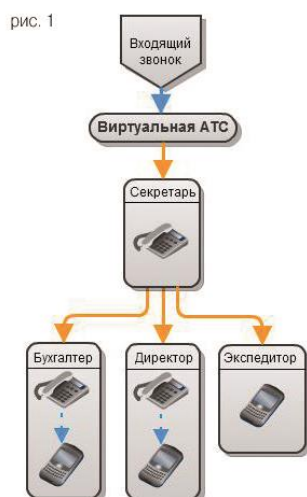 рис. 1
Входящий
звонок
Виртуальная АТС
Секретарь
Бухгалтер
Директор
Экспедитор